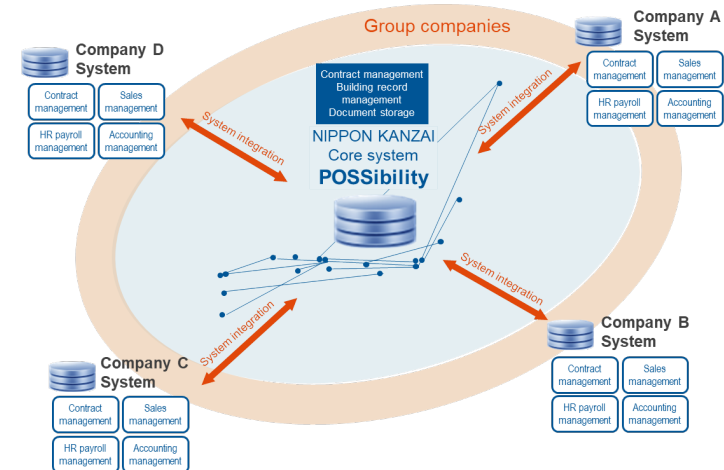 Group companies
Company D
System
Contract
management
Sales
management
HR payroll
management
Accounting
management
Company A
System
Contract
management
Sales
management
HR payroll
management
Accounting
management
Contract management
Building record
management
Document storage
NIPPON KANZAI
Core system
POSSibility
System integration
System integration
System integration
System integration
Company C
System
Contract
management
Sales
management
HR payroll
management
Accounting
management
Company B
System
Contract
management
Sales
management
HR payroll
management
Accounting
management